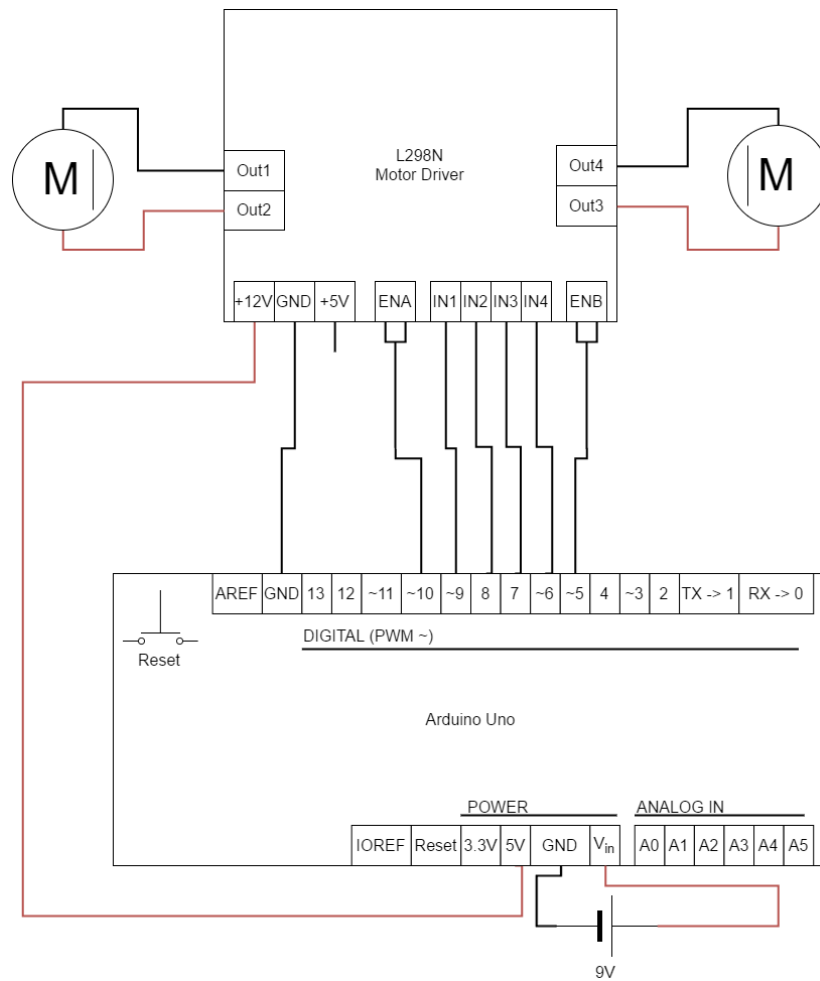 L298N
Motor Driver
M
Out1
Out2
Out4
Out3
M
+12V GND +5V ENA IN1 IN2 IN3 IN4 ENB
AREF GND 13 12 ~11 ~10 ~9 8 7 ~6 ~5 4 ~3 2 TX -> 1 RX -> 0
DIGITAL (PWM ~)
Reset
Arduino Uno
POWER ANALOG IN
IOREF Reset 3.3V 5V GND Vin A0 A1 A2 A3 A4 A5
9V